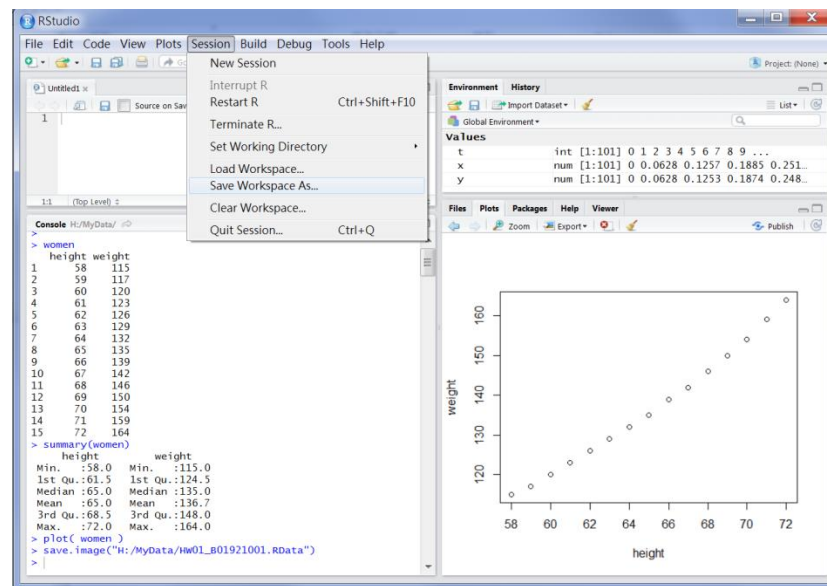 RStudio
File Edit Code View Plots Session Build Debug Tools Help
Project: (None)
New Session
Interrupt R
Restart R Ctrl+Shift+F10
Terminate R...
Set Working Directory
Load Workspace...
Save Workspace As...
Clear Workspace...
Quit Session... Ctrl+Q
Untitled1
Source on Sav
1
1:1 (Top Level)
Console H:/MyData/
>
> women
height weight
1 58 115
2 59 117
3 60 120
4 61 123
5 62 126
6 63 129
7 64 132
8 65 135
9 66 139
10 67 142
11 68 146
12 69 150
13 70 154
14 71 159
15 72 164
> summary(women)
height weight
Min. :58.0 Min. :115.0
1st Qu.:61.5 1st Qu.:124.5
Median :65.0 Median :135.0
Mean :65.0 Mean :136.7
3rd Qu.:68.5 3rd Qu.:148.0
Max. :72.0 Max. :164.0
> plot( women )
> save.image("H:/MyData/HW01_B01921001.RData")
>
Environment History
Import Dataset
List
Global Environment
Values
t int [1:101] 0 1 2 3 4 5 6 7 8 9 ...
x num [1:101] 0 0.0628 0.1257 0.1885 0.251…
y num [1:101] 0 0.0628 0.1253 0.1874 0.248…
Files Plots Packages Help Viewer
Zoom Export Publish
160
150
140
130
120
weight
58 60 62 64 66 68 70 72
height